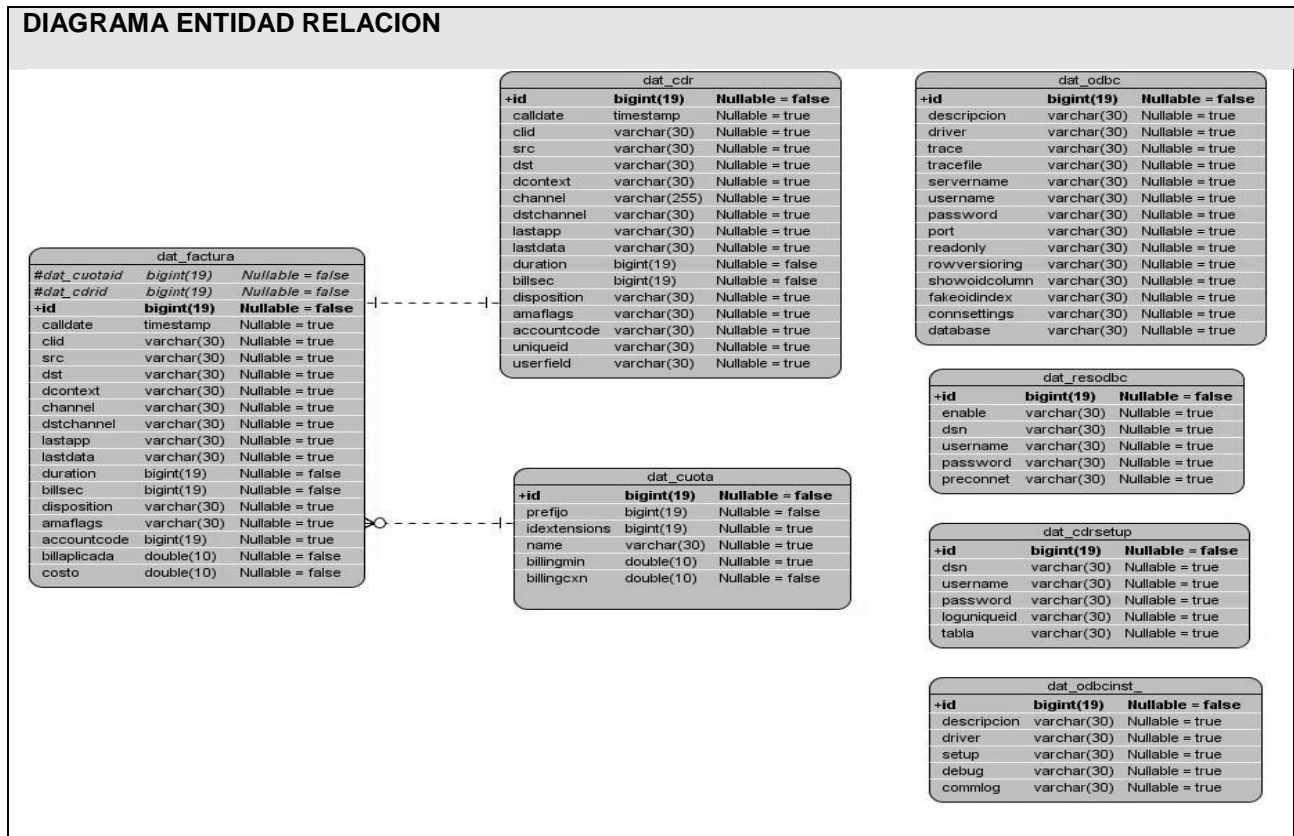 DIAGRAMA ENTIDAD RELACION
dat_factura
#dat_cuotaid bigint(19) Nullable = false
#dat_cdrid bigint(19) Nullable = false
+id bigint(19) Nullable = false
calldate timestamp Nullable = true
clid varchar(30) Nullable = true
src varchar(30) Nullable = true
dst varchar(30) Nullable = true
dcontext varchar(30) Nullable = true
channel varchar(30) Nullable = true
dstchannel varchar(30) Nullable = true
lastapp varchar(30) Nullable = true
lastdata varchar(30) Nullable = true
duration bigint(19) Nullable = false
billsec bigint(19) Nullable = false
disposition varchar(30) Nullable = true
amaflags varchar(30) Nullable = true
accountcode bigint(19) Nullable = true
billaplicada double(10) Nullable = false
costo double(10) Nullable = false
dat_cdr
+id bigint(19) Nullable = false
calldate timestamp Nullable = true
clid varchar(30) Nullable = true
src varchar(30) Nullable = true
dst varchar(30) Nullable = true
dcontext varchar(30) Nullable = true
channel varchar(255) Nullable = true
dstchannel varchar(30) Nullable = true
lastapp varchar(30) Nullable = true
lastdata varchar(30) Nullable = true
duration bigint(19) Nullable = false
billsec bigint(19) Nullable = false
disposition varchar(30) Nullable = true
amaflags varchar(30) Nullable = true
accountcode varchar(30) Nullable = true
uniqueid varchar(30) Nullable = true
userfield varchar(30) Nullable = true
dat_cuota
+id bigint(19) Nullable = false
prefijo bigint(19) Nullable = false
idextensions bigint(19) Nullable = true
name varchar(30) Nullable = true
billingmin double(10) Nullable = true
billingcxn double(10) Nullable = false
dat_odbc
+id bigint(19) Nullable = false
descripcion varchar(30) Nullable = true
driver varchar(30) Nullable = true
trace varchar(30) Nullable = true
tracefile varchar(30) Nullable = true
servername varchar(30) Nullable = true
username varchar(30) Nullable = true
password varchar(30) Nullable = true
port varchar(30) Nullable = true
readonly varchar(30) Nullable = true
rowversioring varchar(30) Nullable = true
showoidcolumn varchar(30) Nullable = true
fakeoidindex varchar(30) Nullable = true
connsettings varchar(30) Nullable = true
database varchar(30) Nullable = true
dat_resodbc
+id bigint(19) Nullable = false
enable varchar(30) Nullable = true
dsn varchar(30) Nullable = true
username varchar(30) Nullable = true
password varchar(30) Nullable = true
preconnet varchar(30) Nullable = true
dat_cdrsetup
+id bigint(19) Nullable = false
dsn varchar(30) Nullable = true
username varchar(30) Nullable = true
password varchar(30) Nullable = true
loguniqueid varchar(30) Nullable = true
tabla varchar(30) Nullable = true
dat_odbcinst_
+id bigint(19) Nullable = false
descripcion varchar(30) Nullable = true
driver varchar(30) Nullable = true
setup varchar(30) Nullable = true
debug varchar(30) Nullable = true
commlog varchar(30) Nullable = true